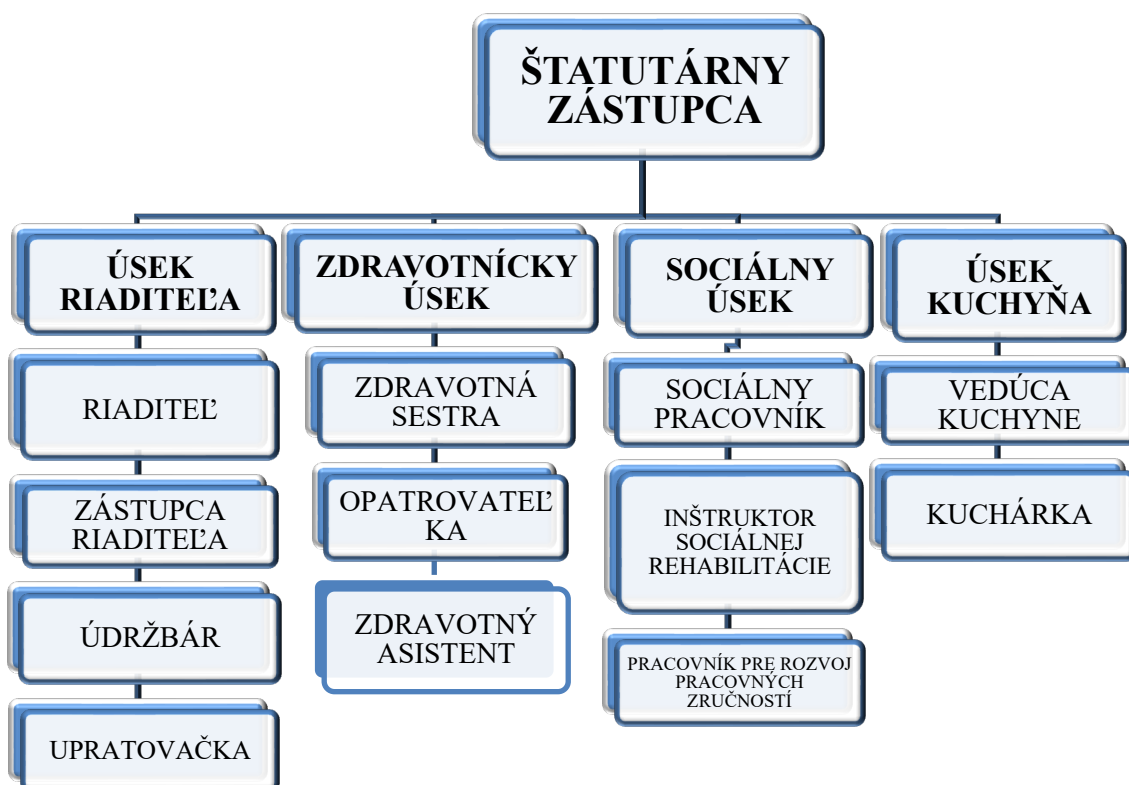 ŠTATUTÁRNY
ZÁSTUPCA
ÚSEK
RIADITEĽA
RIADITEĽ
ZÁSTUPCA
RIADITEĽA
ÚDRŽBÁR
UPRATOVAČKA
ZDRAVOTNÍCKY
ÚSEK
ZDRAVOTNÁ
SESTRA
OPATROVATEĽ
KA
ZDRAVOTNÝ
ASISTENT
SOCIÁLNY
ÚSEK
SOCIÁLNY
PRACOVNÍK
INŠTRUKTOR
SOCIÁLNEJ
REHABILITÁCIE
PRACOVNÍK PRE ROZVOJ
PRACOVNÝCH
ZRUČNOSTÍ
ÚSEK
KUCHYŇA
VEDÚCA
KUCHYNE
KUCHÁRKA